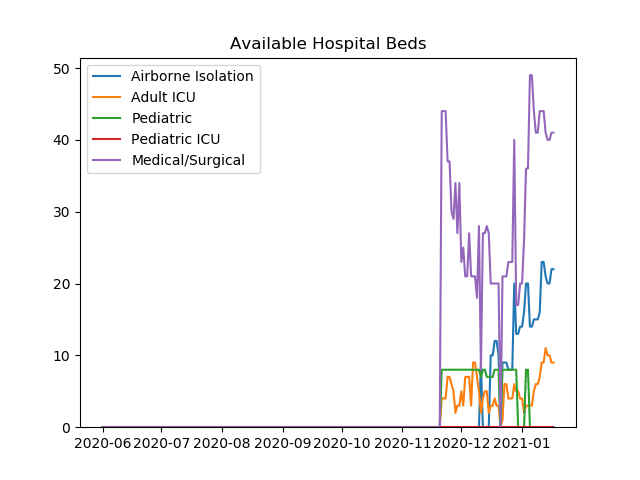 Available Hospital Beds
Airborne Isolation
Adult ICU
Pediatric
Pediatric ICU
Medical/Surgical
50
40
30
20
10
0
2020-06 2020-07 2020-08 2020-09 2020-10 2020-11 2020-12 2021-01